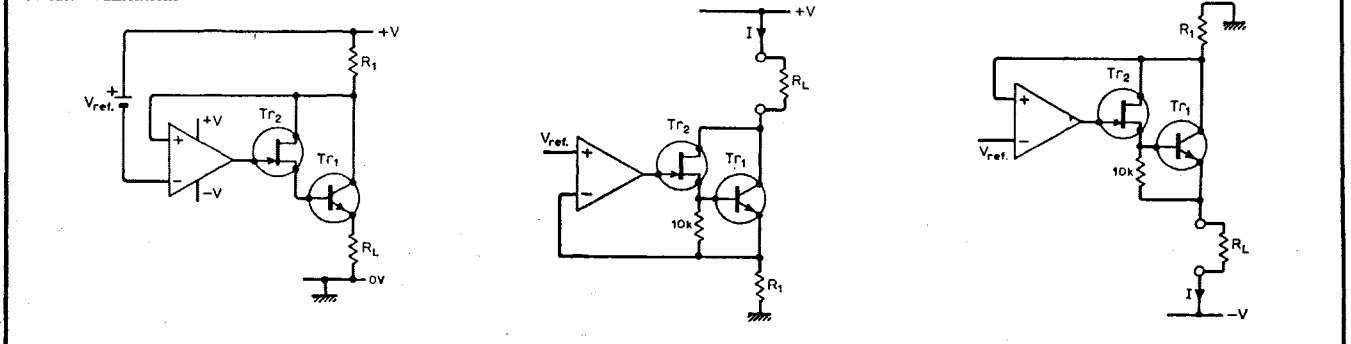 +V
R1
Vref.
+
+
+V
Tr2
Tr1
−
−V
RL
0V
+V
I
RL
Tr2
Tr1
Vref.
+
−
10k
R1
R1
Tr2
Tr1
+
−
Vref.
10k
RL
I
−V